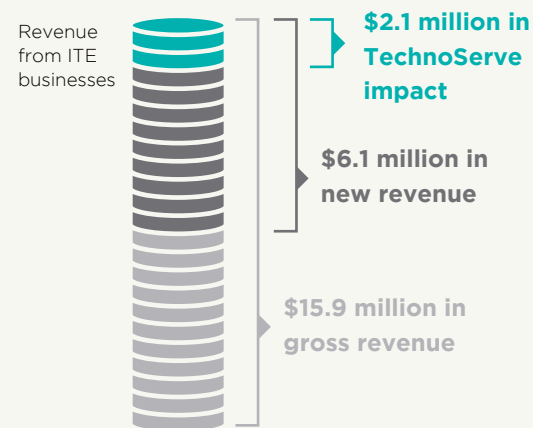 Revenue
from ITE
businesses
$2.1 million in
TechnoServe
impact
$6.1 million in
new revenue
$15.9 million in
gross revenue